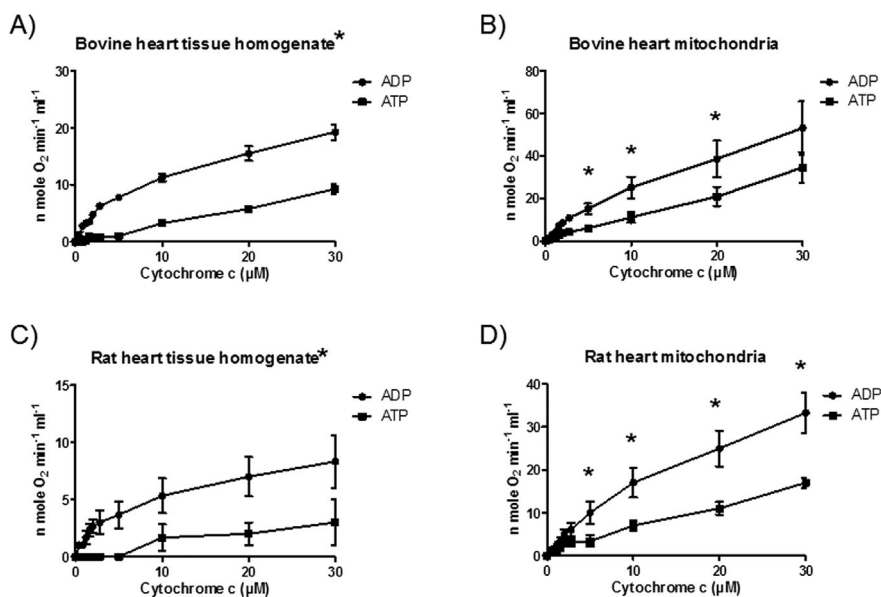 A)
Bovine heart tissue homogenate*
n mole O₂ min⁻¹ ml⁻¹
30
20
10
0
0 10 20 30
Cytochrome c (µM)
ADP
ATP
B)
Bovine heart mitochondria
n mole O₂ min⁻¹ ml⁻¹
80
60
40
20
0
* * *
0 10 20 30
Cytochrome c (µM)
ADP
ATP
C)
Rat heart tissue homogenate*
n mole O₂ min⁻¹ ml⁻¹
15
10
5
0
0 10 20 30
Cytochrome c (µM)
ADP
ATP
D)
Rat heart mitochondria
n mole O₂ min⁻¹ ml⁻¹
40
30
20
10
0
* * * *
0 10 20 30
Cytochrome c (µM)
ADP
ATP